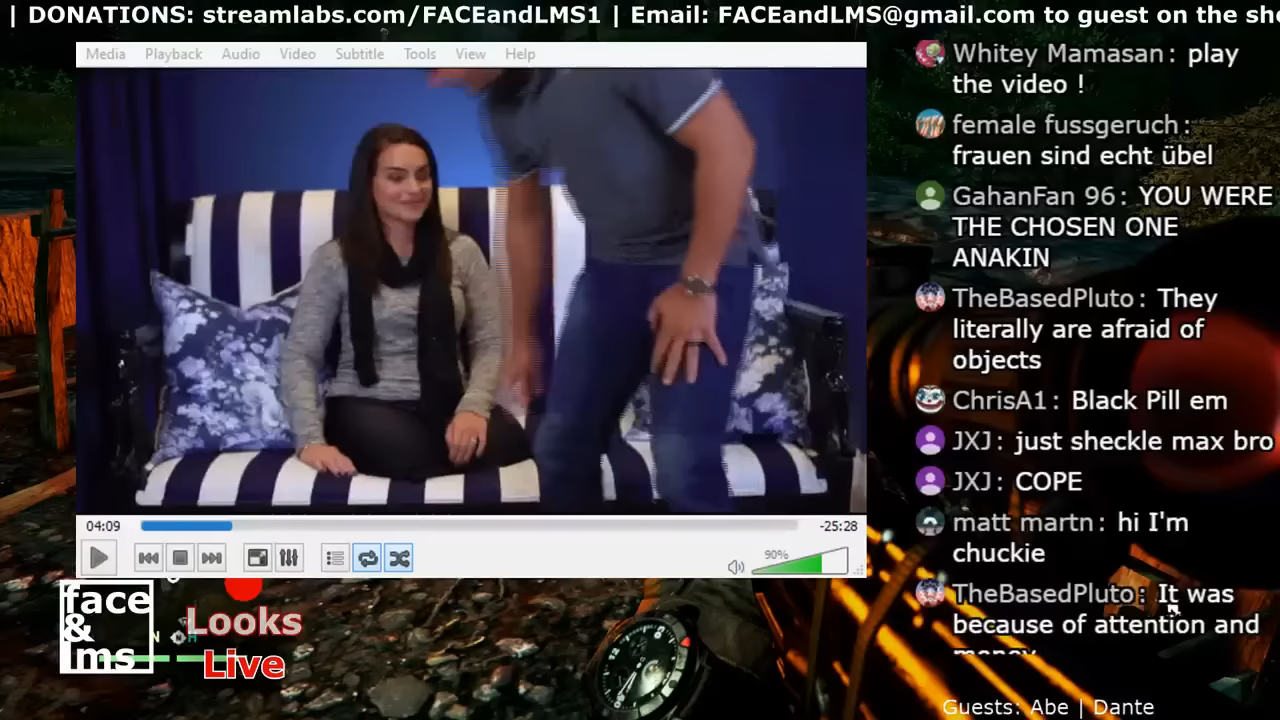 | DONATIONS: streamlabs.com/FACEandLMS1 | Email: FACEandLMS@gmail.com to guest on the sho
Media Playback Audio Video Subtitle Tools View Help
04:09
-25:28
90%
face
&
lms
Looks
Live
Whitey Mamasan: play
the video !
female fussgeruch:
frauen sind echt übel
GahanFan 96: YOU WERE
THE CHOSEN ONE
ANAKIN
TheBasedPluto: They
literally are afraid of
objects
ChrisA1: Black Pill em
JXJ: just sheckle max bro
JXJ: COPE
matt martn: hi I'm
chuckie
TheBasedPluto: It was
because of attention and
money
Guests: Abe | Dante